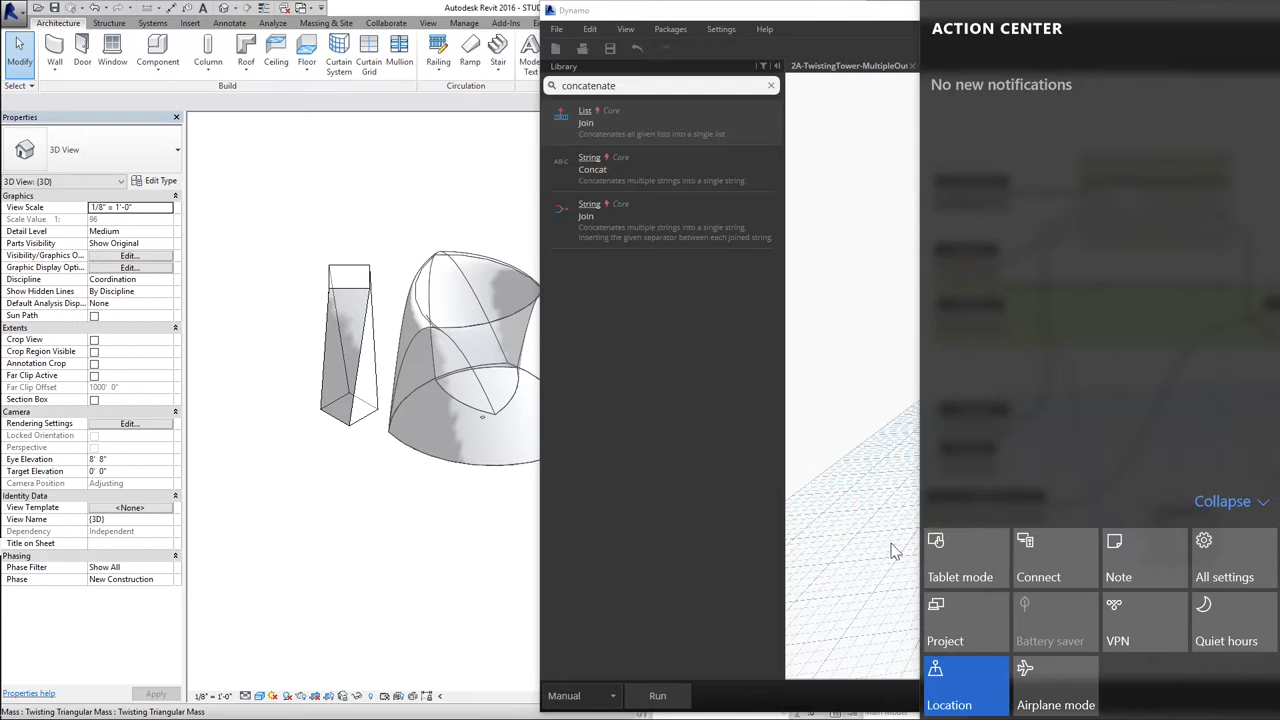 Autodesk Revit 2016 - STUD
Architecture Structure Systems Insert Annotate Analyze Massing & Site Collaborate View Manage Add-Ins
Modify Wall Door Window Component Column Roof Ceiling Floor Curtain System Curtain Grid Mullion Railing Ramp Stair Model Text
Select Build Circulation
Properties
3D View
3D View: {3D} Edit Type
Graphics
View Scale 1/8" = 1'-0"
Scale Value 1: 96
Detail Level Medium
Parts Visibility Show Original
Visibility/Graphics O... Edit...
Graphic Display Opti... Edit...
Discipline Coordination
Show Hidden Lines By Discipline
Default Analysis Disp... None
Sun Path
Extents
Crop View
Crop Region Visible
Annotation Crop
Far Clip Active
Far Clip Offset 1000' 0"
Section Box
Camera
Rendering Settings Edit...
Locked Orientation
Perspective
Eye Elevation 8' 8"
Target Elevation 0' 0"
Camera Position Adjusting
Identity Data
View Template <None>
View Name {3D}
Dependency Independent
Title on Sheet
Phasing
Phase Filter Show All
Phase New Construction
Properties help Apply
1/8" = 1'-0"
Mass : Twisting Triangular Mass : Twisting Triangular Mass
Dynamo
File Edit View Packages Settings Help
Library
2A-TwistingTower-MultipleOu
concatenate
List Core
Join
Concatenates all given lists into a single list
AB-C
String Core
Concat
Concatenates multiple strings into a single string.
String Core
Join
Concatenates multiple strings into a single string,
inserting the given separator between each joined string.
Manual Run
ACTION CENTER
No new notifications
Collapse
Tablet mode Connect Note All settings
Project Battery saver VPN Quiet hours
Location Airplane mode